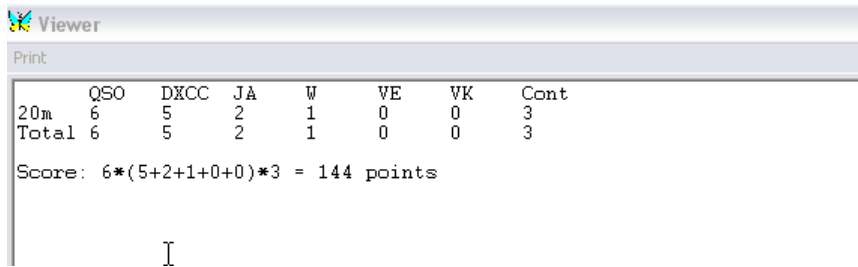 Viewer
Print
QSO DXCC JA W VE VK Cont
20m 6 5 2 1 0 0 3
Total 6 5 2 1 0 0 3
Score: 6*(5+2+1+0+0)*3 = 144 points